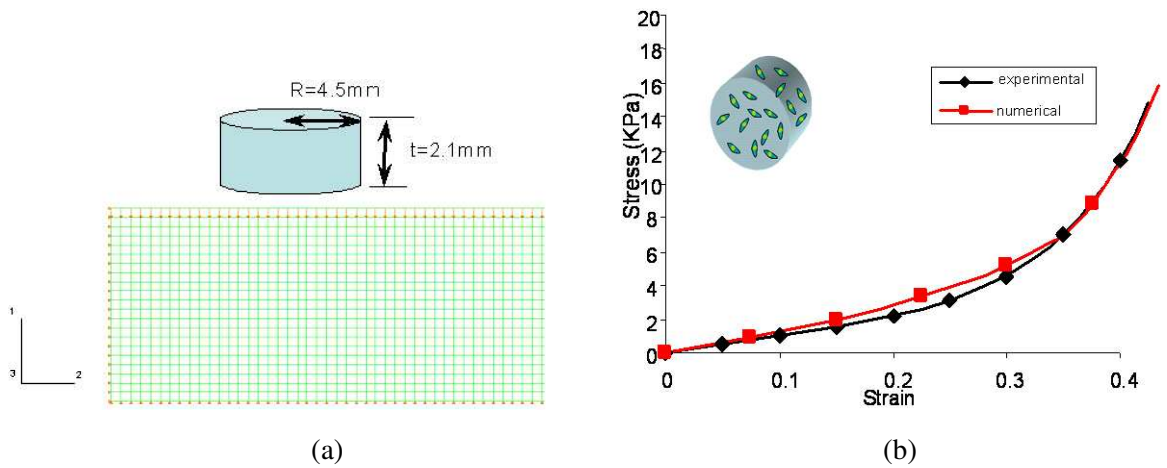 R=4.5mm
t=2.1mm
1
3
2
(a)
(b)
Stress (KPa)
20
18
16
14
12
10
8
6
4
2
0
0
0.1
0.2
0.3
0.4
Strain
experimental
numerical